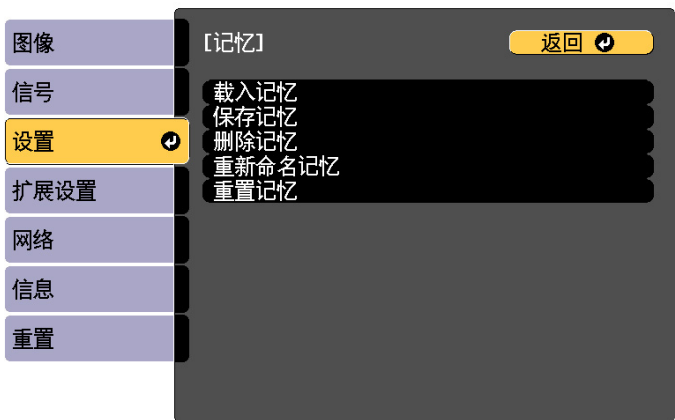 图像
信号
设置
扩展设置
网络
信息
重置
[记忆]
返回
载入记忆
保存记忆
删除记忆
重新命名记忆
重置记忆